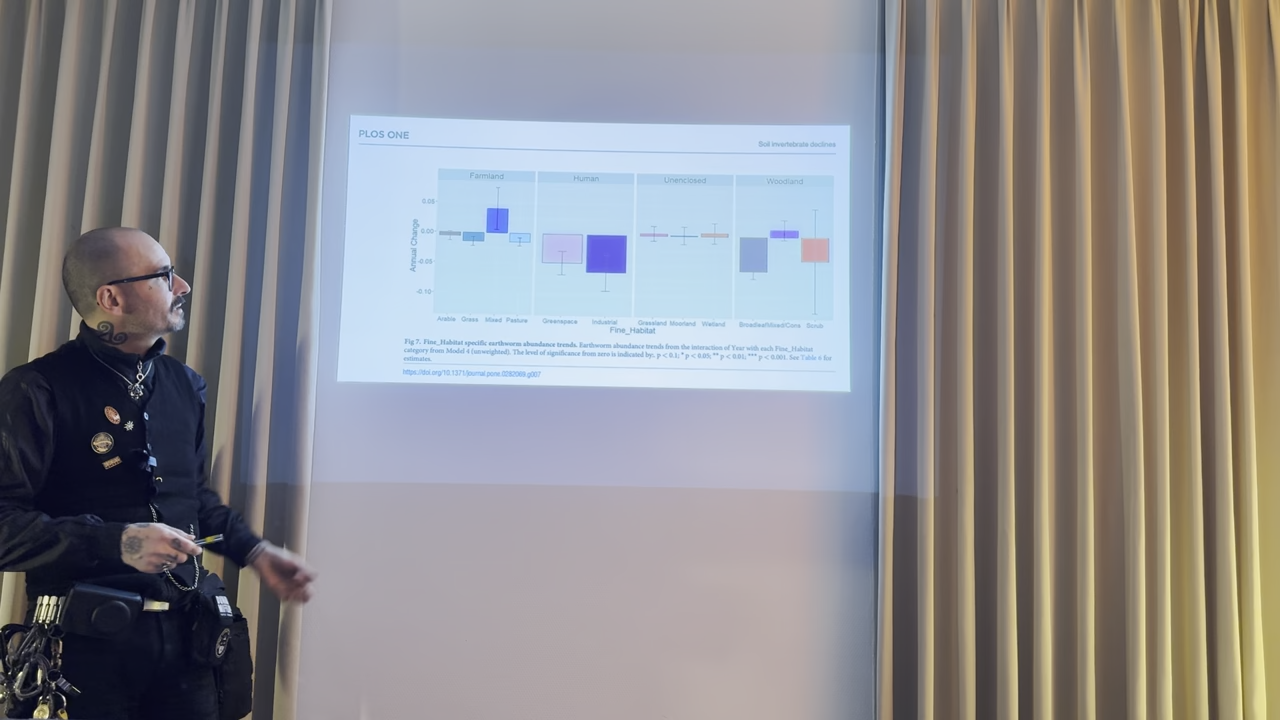 PLOS ONE
Soil invertebrate declines
Farmland Human Unenclosed Woodland
0.05
0.00
-0.05
-0.10
Annual Change
Arable Grass Mixed Pasture Greenspace Industrial Grassland Moorland Wetland Broadleaf Mixed/Cons Scrub
Fine_Habitat
Fig 7. Fine_Habitat specific earthworm abundance trends. Earthworm abundance trends from the interaction of Year with each Fine_Habitat
category from Model 4 (unweighted). The level of significance from zero is indicated by, p < 0.1; * p < 0.05; ** p < 0.01; *** p < 0.001. See Table 6 for
estimates.
https://doi.org/10.1371/journal.pone.0282069.g007